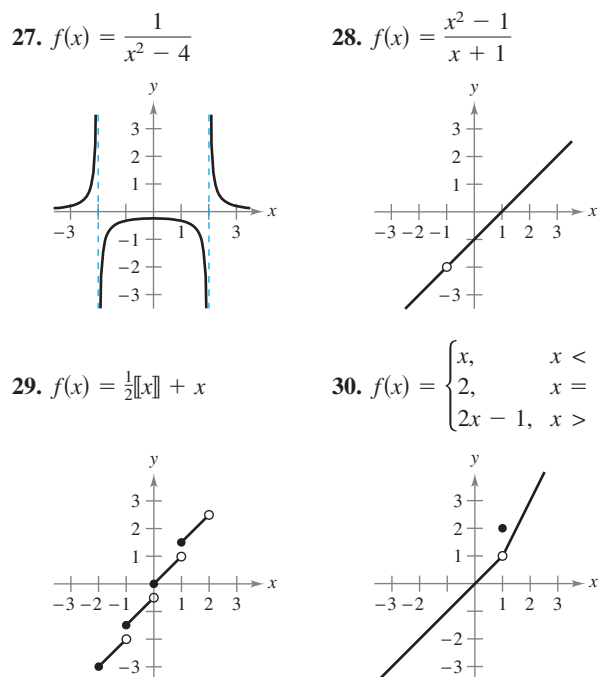 27. f(x) = 1 / (x² − 4)
28. f(x) = (x² − 1) / (x + 1)
y
3
2
1
−3 1 3 x
−1
−2
−3
y
3
2
1
−3 −2 −1 1 2 3 x
−3
29. f(x) = ½⟦x⟧ + x
30. f(x) = { x, x <
2, x =
2x − 1, x >
y
3
2
1
−3 −2 −1 1 2 3 x
−3
y
3
2
1
−3 −2 1 2 3 x
−2
−3